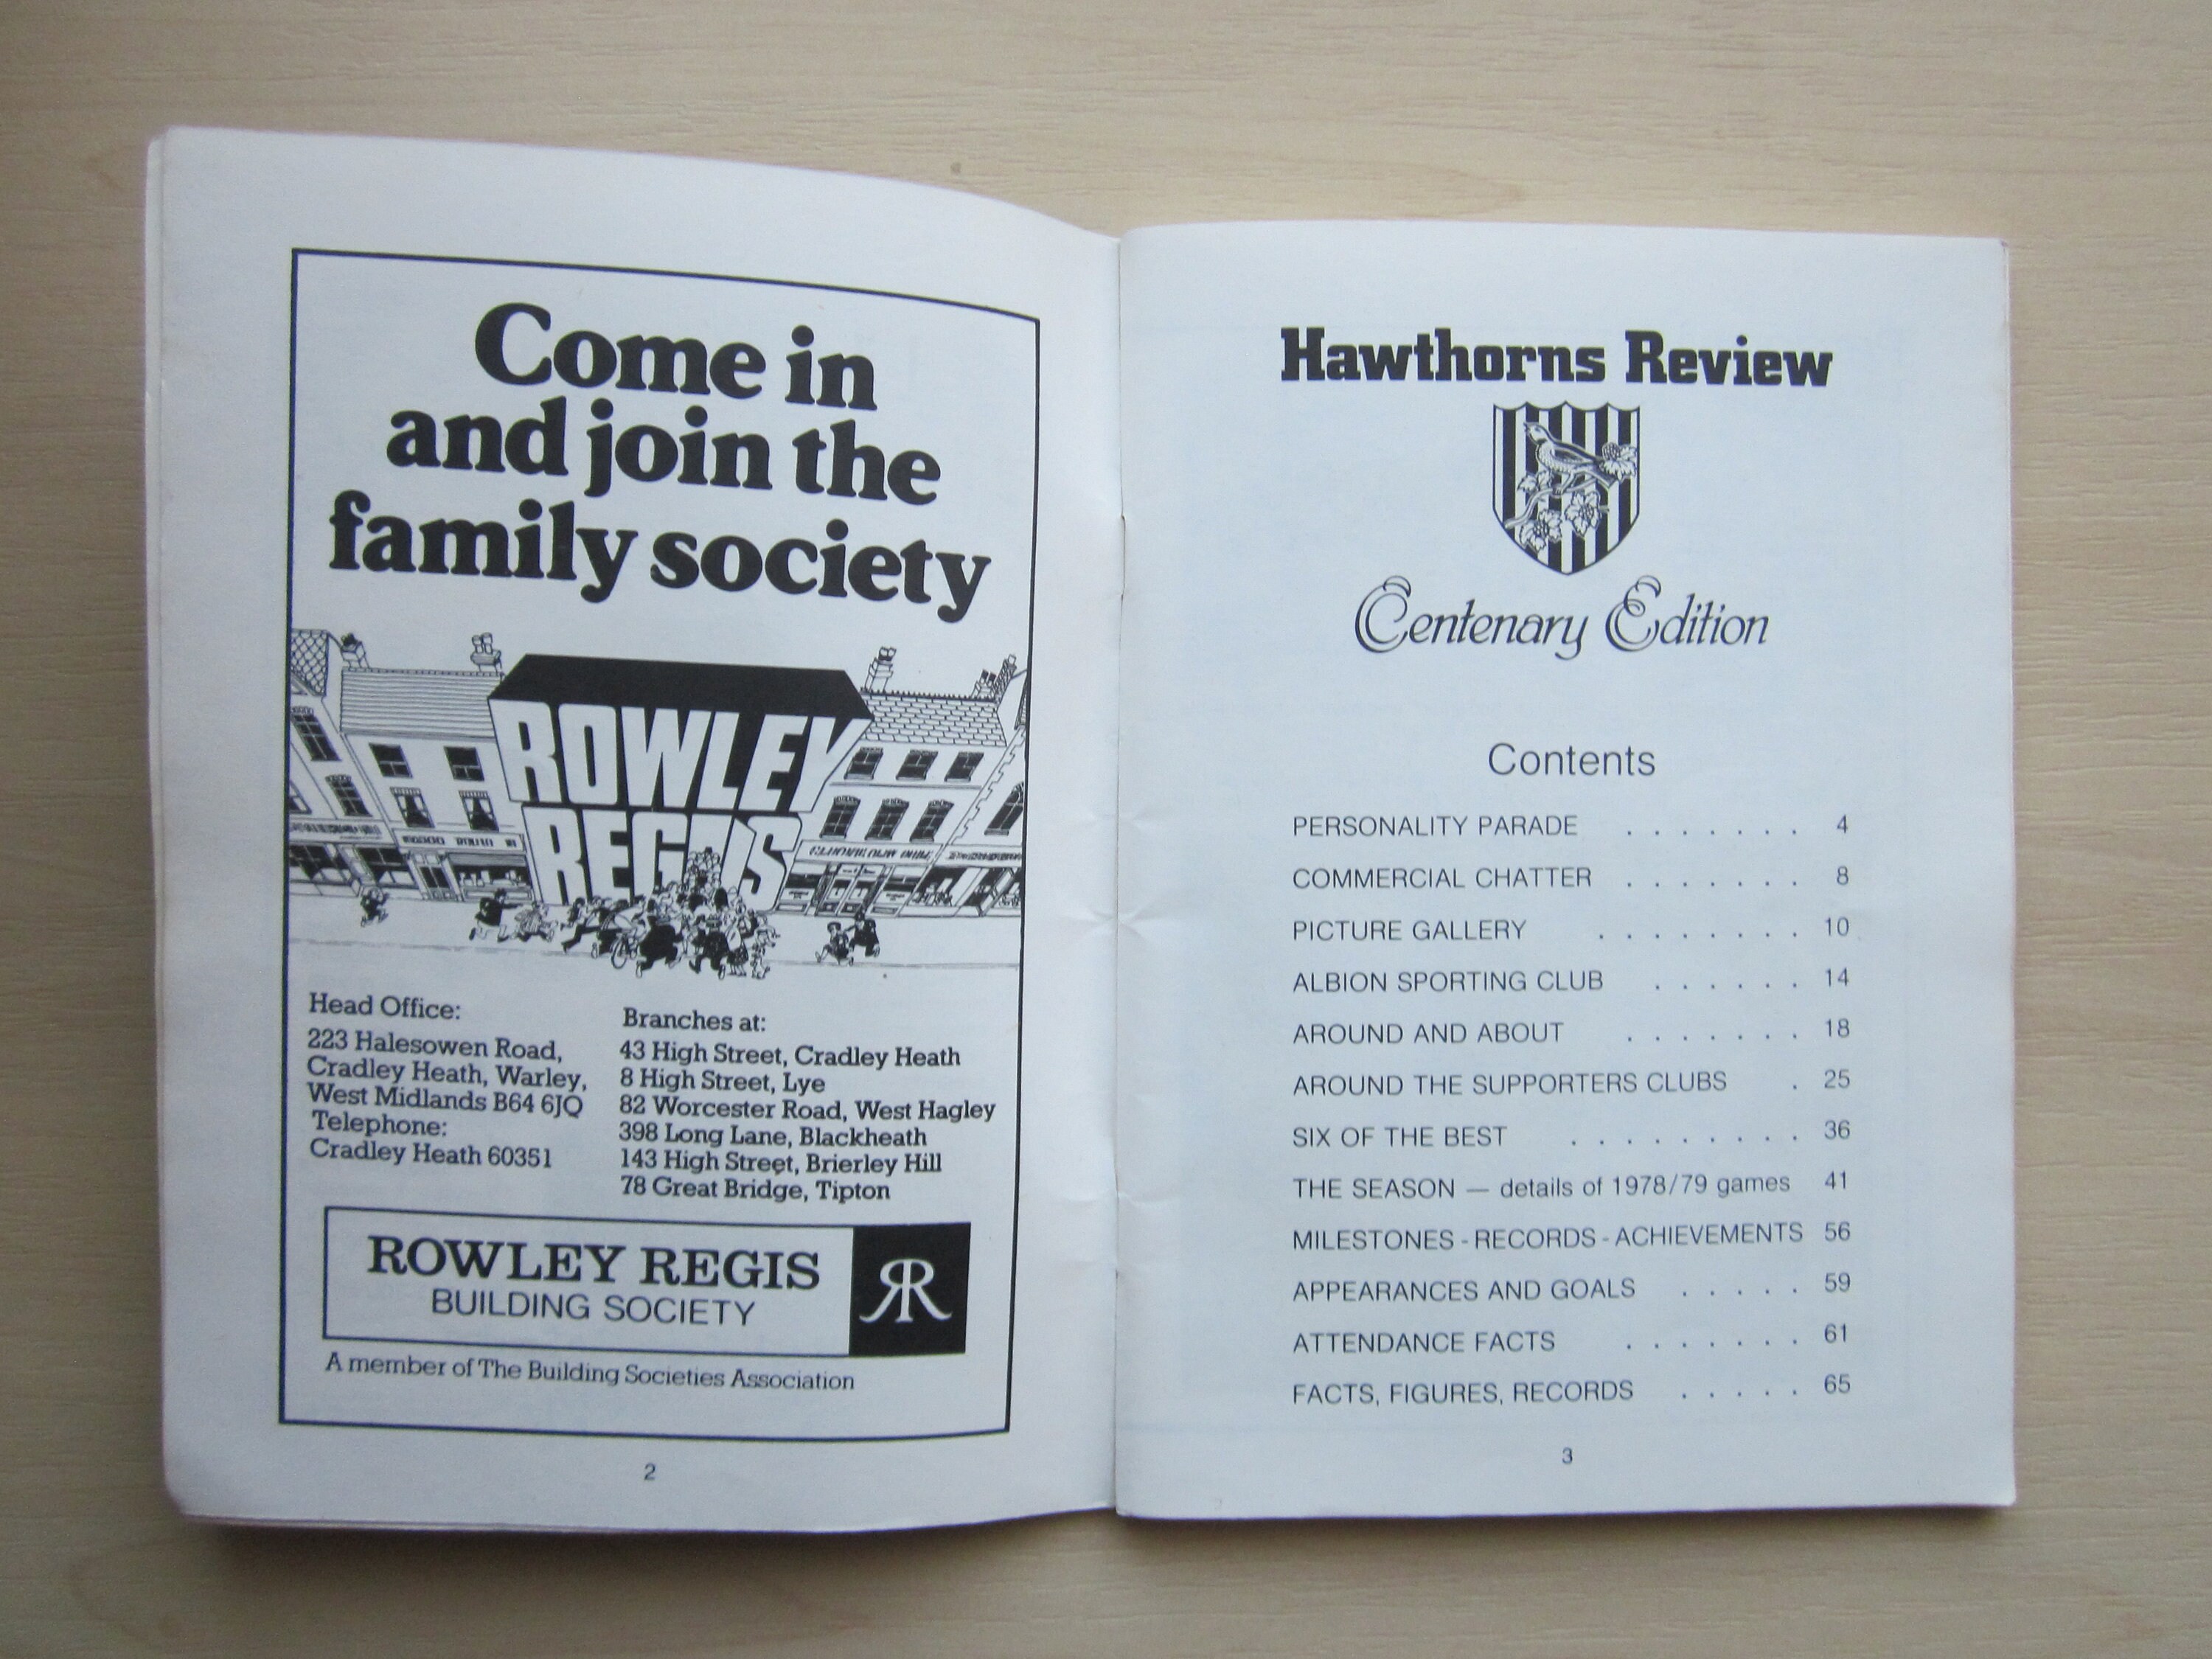 Come in
and join the
family society
ROWLEY
REGIS
Head Office:
223 Halesowen Road,
Cradley Heath, Warley,
West Midlands B64 6JQ
Telephone:
Cradley Heath 60351
Branches at:
43 High Street, Cradley Heath
8 High Street, Lye
82 Worcester Road, West Hagley
398 Long Lane, Blackheath
143 High Street, Brierley Hill
78 Great Bridge, Tipton
ROWLEY REGIS
BUILDING SOCIETY
RR
A member of The Building Societies Association
2
Hawthorns Review
Centenary Edition
Contents
PERSONALITY PARADE . . . . . . . 4
COMMERCIAL CHATTER . . . . . . . 8
PICTURE GALLERY . . . . . . . . 10
ALBION SPORTING CLUB . . . . . . 14
AROUND AND ABOUT . . . . . . . 18
AROUND THE SUPPORTERS CLUBS . 25
SIX OF THE BEST . . . . . . . . . 36
THE SEASON — details of 1978/79 games 41
MILESTONES - RECORDS - ACHIEVEMENTS 56
APPEARANCES AND GOALS . . . . . 59
ATTENDANCE FACTS . . . . . . . 61
FACTS, FIGURES, RECORDS . . . . . 65
3